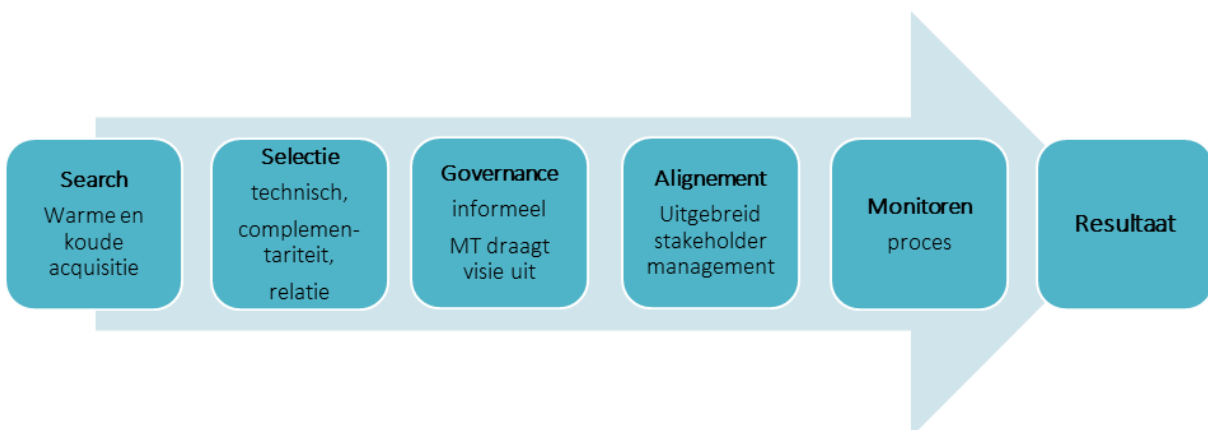 Search
Warme en
koude
acquisitie
Selectie
technisch,
complemen-
tariteit,
relatie
Governance
informeel
MT draagt
visie uit
Alignement
Uitgebreid
stakeholder
management
Monitoren
proces
Resultaat